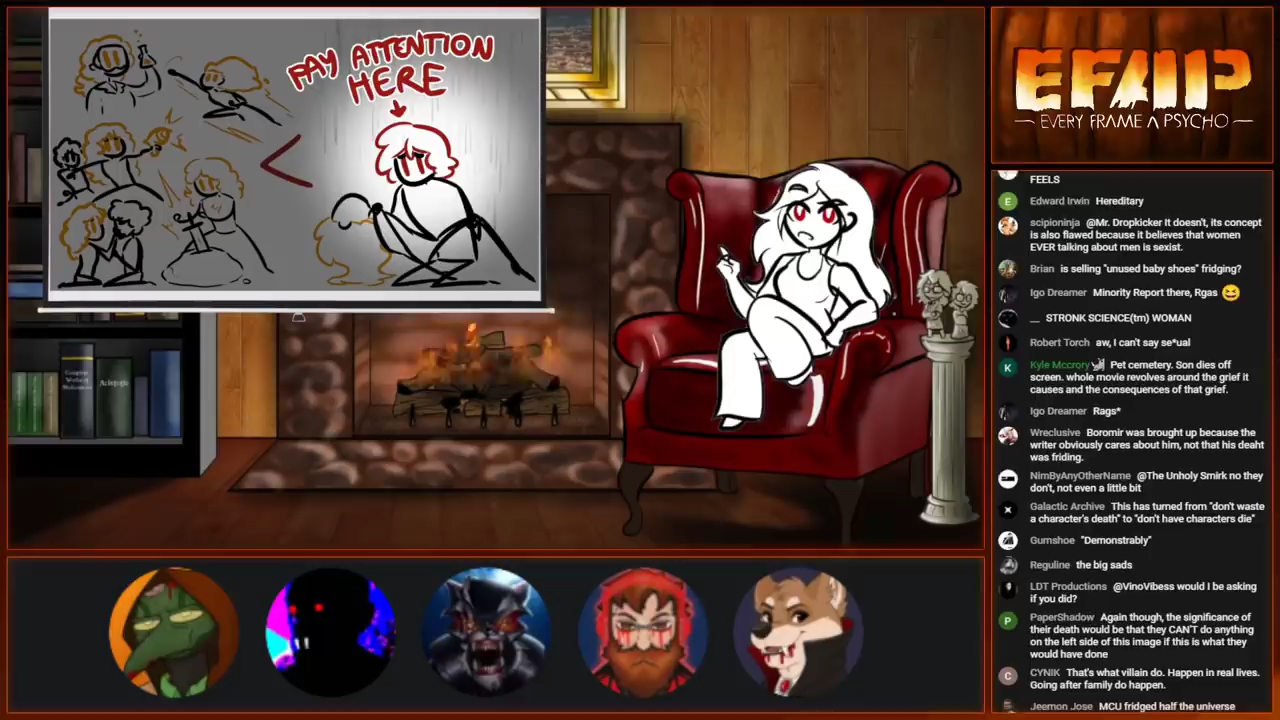 PAY ATTENTION
HERE
EFAP
EVERY FRAME A PSYCHO
FEELS
Edward Irwin Hereditary
scipioninja @Mr. Dropkicker It doesn't, its concept
is also flawed because it believes that women
EVER talking about men is sexist.
Brian is selling "unused baby shoes" fridging?
Igo Dreamer Minority Report there, Rgas 😆
__ STRONK SCIENCE(tm) WOMAN
Robert Torch aw, I can't say se*ual
Kyle Mccrory Pet cemetery. Son dies off
screen. whole movie revolves around the grief it
causes and the consequences of that grief.
Igo Dreamer Rags*
Wreclusive Boromir was brought up because the
writer obviously cares about him, not that his deaht
was friding.
NimByAnyOtherName @The Unholy Smirk no they
don't, not even a little bit
Galactic Archive This has turned from "don't waste
a character's death" to "don't have characters die"
Gumshoe "Demonstrably"
Reguline the big sads
LDT Productions @VinoVibess would I be asking
if you did?
PaperShadow Again though, the significance of
their death would be that they CAN'T do anything
on the left side of this image if this is what they
would have done
CYNIK That's what villain do. Happen in real lives.
Going after family do happen.
Jeemon Jose MCU fridged half the universe